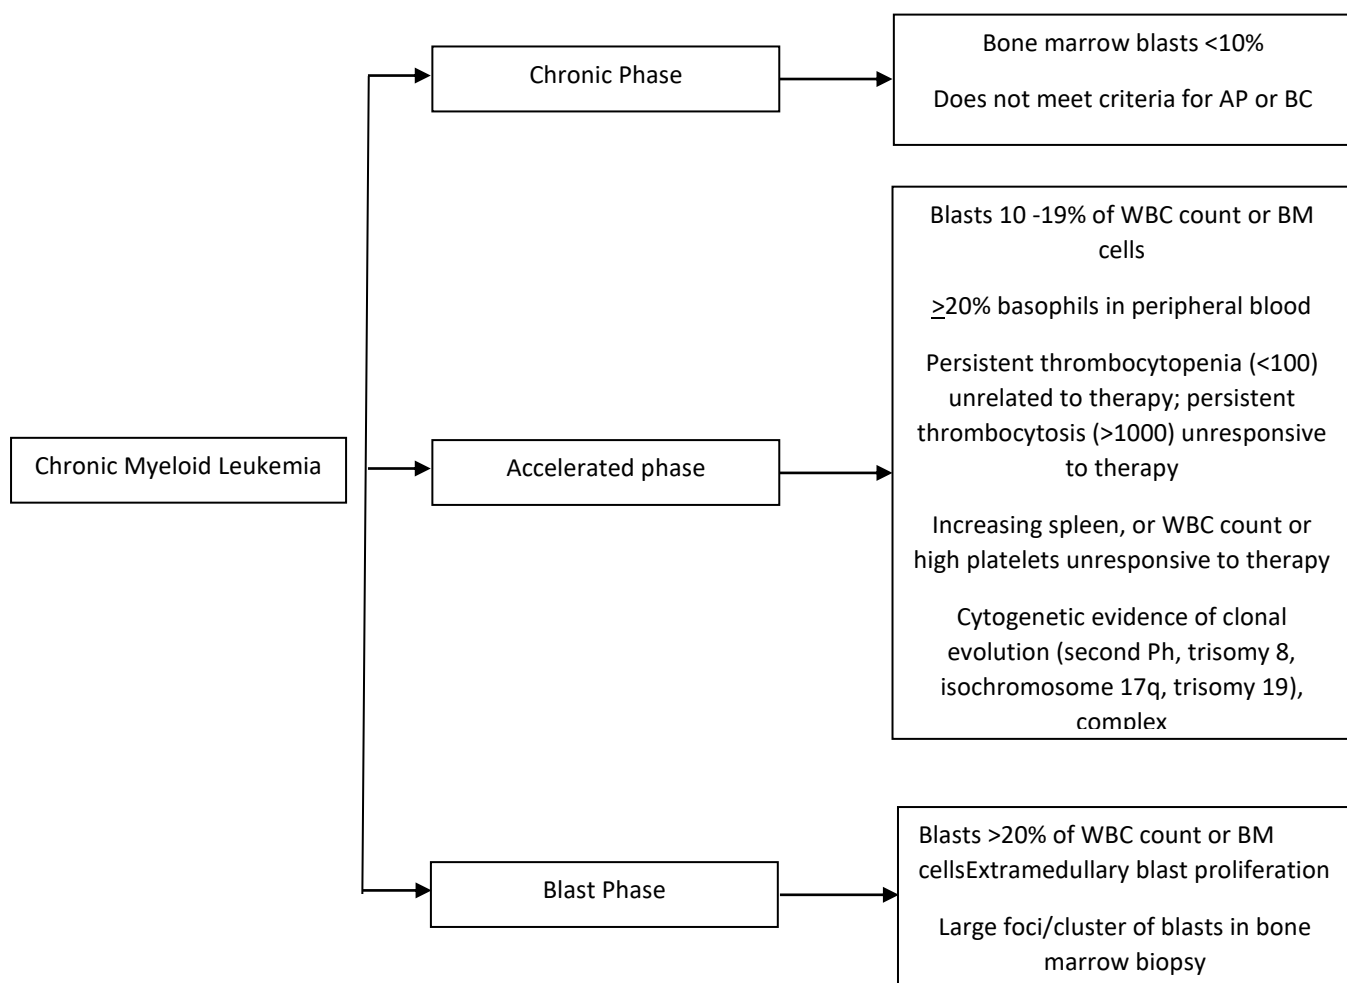 Chronic Myeloid Leukemia
Chronic Phase
Bone marrow blasts <10%
Does not meet criteria for AP or BC
Accelerated phase
Blasts 10 -19% of WBC count or BM
cells
≥20% basophils in peripheral blood
Persistent thrombocytopenia (<100)
unrelated to therapy; persistent
thrombocytosis (>1000) unresponsive
to therapy
Increasing spleen, or WBC count or
high platelets unresponsive to therapy
Cytogenetic evidence of clonal
evolution (second Ph, trisomy 8,
isochromosome 17q, trisomy 19),
complex
Blast Phase
Blasts >20% of WBC count or BM
cellsExtramedullary blast proliferation
Large foci/cluster of blasts in bone
marrow biopsy